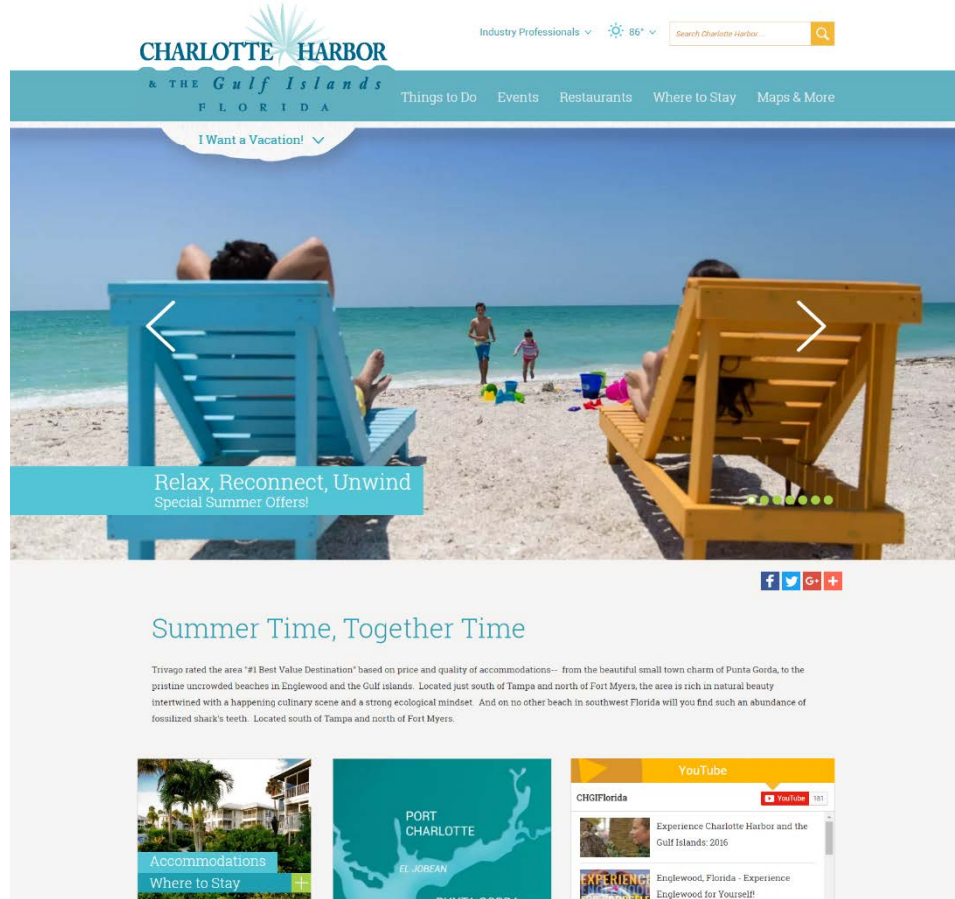 CHARLOTTE HARBOR
& THE Gulf Islands
FLORIDA
Industry Professionals
86°
Search Charlotte Harbor...
Things to Do Events Restaurants Where to Stay Maps & More
I Want a Vacation!
Relax, Reconnect, Unwind
Special Summer Offers!
f G+ +
Summer Time, Together Time
Trivago rated the area "#1 Best Value Destination" based on price and quality of accommodations-- from the beautiful small town charm of Punta Gorda, to the
pristine uncrowded beaches in Englewood and the Gulf islands. Located just south of Tampa and north of Fort Myers, the area is rich in natural beauty
intertwined with a happening culinary scene and a strong ecological mindset. And on no other beach in southwest Florida will you find such an abundance of
fossilized shark's teeth. Located south of Tampa and north of Fort Myers.
Accommodations
Where to Stay
PORT
CHARLOTTE
EL JOBEAN
PUNTA GORDA
YouTube
CHGIFlorida
YouTube 181
Experience Charlotte Harbor and the
Gulf Islands: 2016
EXPERIENCE
ENGLEWOOD
Englewood, Florida - Experience
Englewood for Yourself!